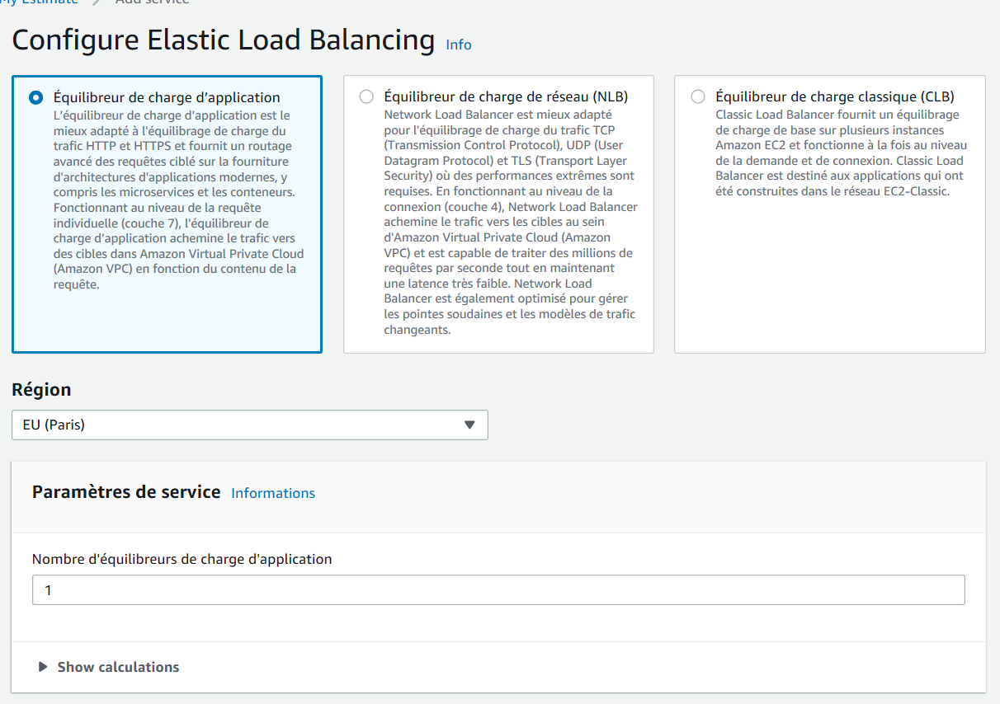 My Estimate
Add service
Configure Elastic Load Balancing Info
Équilibreur de charge d’application
L’équilibreur de charge d’application est le
mieux adapté à l'équilibrage de charge du
trafic HTTP et HTTPS et fournit un routage
avancé des requêtes ciblé sur la fourniture
d'architectures d'applications modernes, y
compris les microservices et les conteneurs.
Fonctionnant au niveau de la requête
individuelle (couche 7), l'équilibreur de
charge d’application achemine le trafic vers
des cibles dans Amazon Virtual Private Cloud
(Amazon VPC) en fonction du contenu de la
requête.
Équilibreur de charge de réseau (NLB)
Network Load Balancer est mieux adapté
pour l'équilibrage de charge du trafic TCP
(Transmission Control Protocol), UDP (User
Datagram Protocol) et TLS (Transport Layer
Security) où des performances extrêmes sont
requises. En fonctionnant au niveau de la
connexion (couche 4), Network Load Balancer
achemine le trafic vers les cibles au sein
d'Amazon Virtual Private Cloud (Amazon
VPC) et est capable de traiter des millions de
requêtes par seconde tout en maintenant
une latence très faible. Network Load
Balancer est également optimisé pour gérer
les pointes soudaines et les modèles de trafic
changeants.
Équilibreur de charge classique (CLB)
Classic Load Balancer fournit un équilibrage
de charge de base sur plusieurs instances
Amazon EC2 et fonctionne à la fois au niveau
de la demande et de connexion. Classic Load
Balancer est destiné aux applications qui ont
été construites dans le réseau EC2-Classic.
Région
EU (Paris)
Paramètres de service Informations
Nombre d'équilibreurs de charge d'application
1
Show calculations